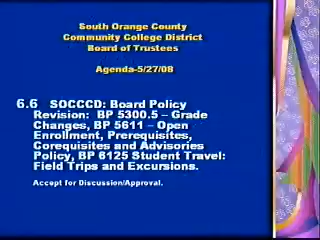 South Orange County
Community College District
Board of Trustees
Agenda-5/27/08
6.6 SOCCCD: Board Policy
Revision: BP 5300.5 – Grade
Changes, BP 5611 – Open
Enrollment, Prerequisites,
Corequisites and Advisories
Policy, BP 6125 Student Travel:
Field Trips and Excursions.
Accept for Discussion/Approval.